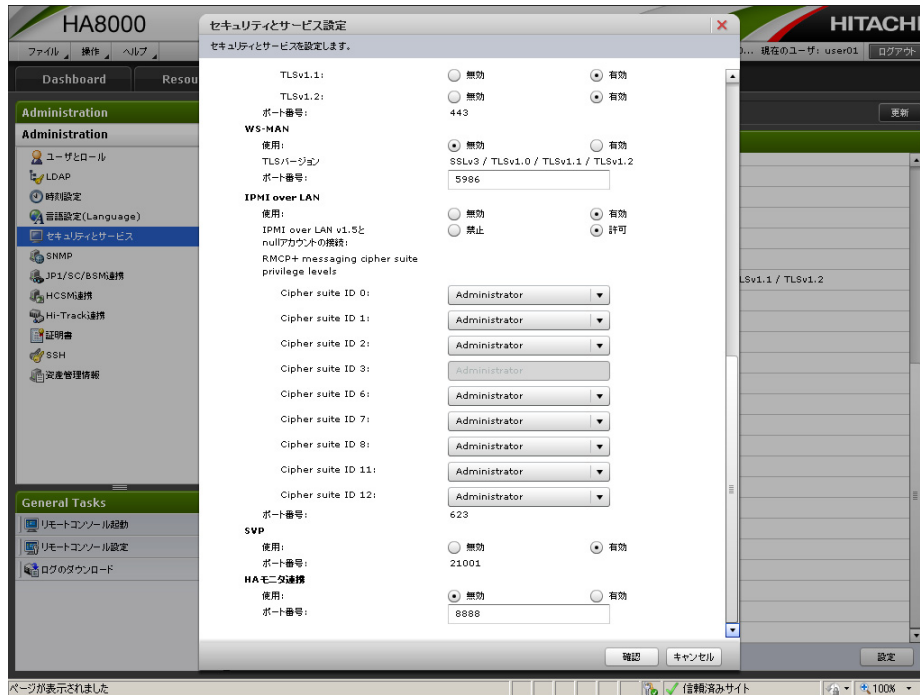 HA8000
HITACHI
ファイル 操作 ヘルプ
現在のユーザ: user01 ログアウト
Dashboard
Resou
更新
Administration
Administration
ユーザとロール
LDAP
時刻設定
言語設定(Language)
セキュリティとサービス
SNMP
JP1/SC/BSM連携
HCSM連携
Hi-Track連携
証明書
SSH
資産管理情報
General Tasks
リモートコンソール起動
リモートコンソール設定
ログのダウンロード
セキュリティとサービス設定
セキュリティとサービスを設定します。
TLSv1.1: 無効 有効
TLSv1.2: 無効 有効
ポート番号: 443
WS-MAN
使用: 無効 有効
TLSバージョン SSLv3 / TLSv1.0 / TLSv1.1 / TLSv1.2
ポート番号: 5986
IPMI over LAN
使用: 無効 有効
IPMI over LAN v1.5と 禁止 許可
nullアカウントの接続:
RMCP+ messaging cipher suite
privilege levels
Cipher suite ID 0: Administrator
Cipher suite ID 1: Administrator
Cipher suite ID 2: Administrator
Cipher suite ID 3: Administrator
Cipher suite ID 6: Administrator
Cipher suite ID 7: Administrator
Cipher suite ID 8: Administrator
Cipher suite ID 11: Administrator
Cipher suite ID 12: Administrator
ポート番号: 623
SVP
使用: 無効 有効
ポート番号: 21001
HAモニタ連携
使用: 無効 有効
ポート番号: 8888
確認 キャンセル
LSv1.1 / TLSv1.2
設定
ページが表示されました
信頼済みサイト
100%